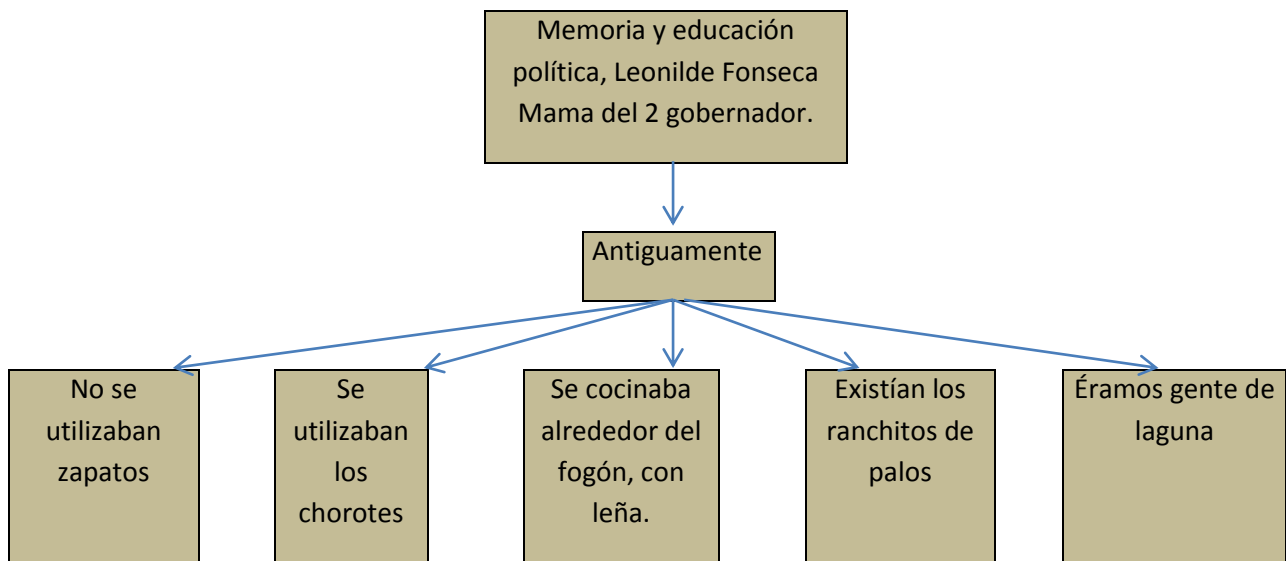 Memoria y educación
política, Leonilde Fonseca
Mama del 2 gobernador.
Antiguamente
No se
utilizaban
zapatos
Se
utilizaban
los
chorotes
Se cocinaba
alrededor del
fogón, con
leña.
Existían los
ranchitos de
palos
Éramos gente de
laguna